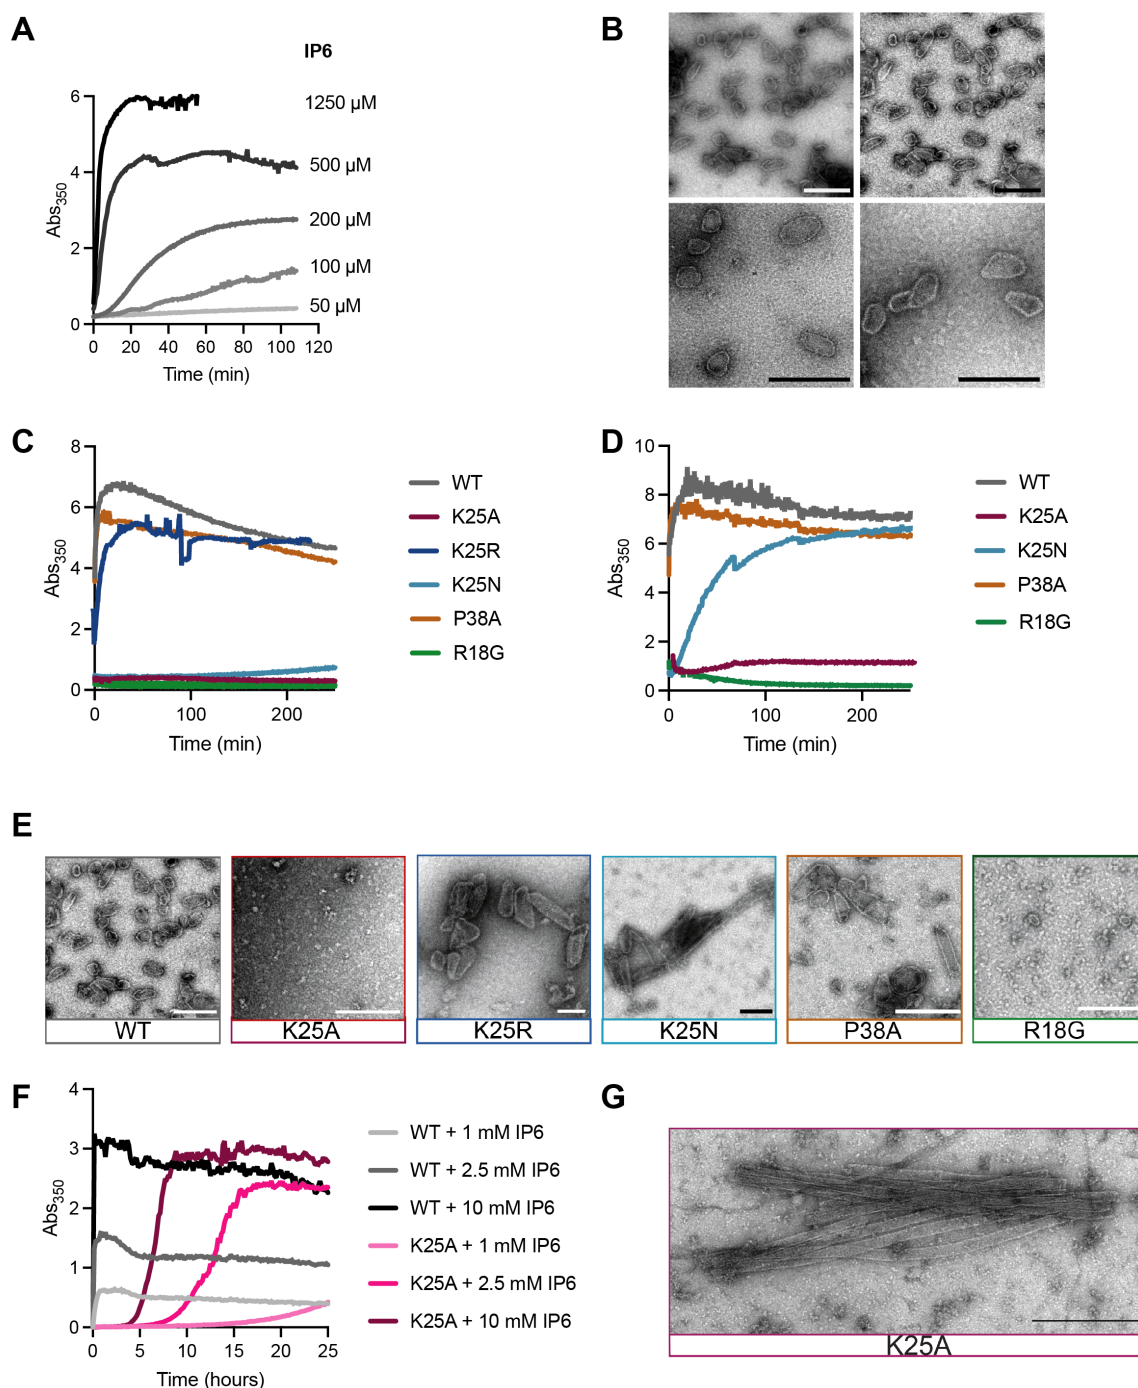 A
IP6
6
4
2
0
Abs350
0 20 40 60 80 100 120
Time (min)
1250 µM
500 µM
200 µM
100 µM
50 µM
B
C
8
6
4
2
0
Abs350
0 100 200
Time (min)
WT
K25A
K25R
K25N
P38A
R18G
D
10
8
6
4
2
0
Abs350
0 100 200
Time (min)
WT
K25A
K25N
P38A
R18G
E
WT K25A K25R K25N P38A R18G
F
4
3
2
1
0
Abs350
0 5 10 15 20 25
Time (hours)
WT + 1 mM IP6
WT + 2.5 mM IP6
WT + 10 mM IP6
K25A + 1 mM IP6
K25A + 2.5 mM IP6
K25A + 10 mM IP6
G
K25A